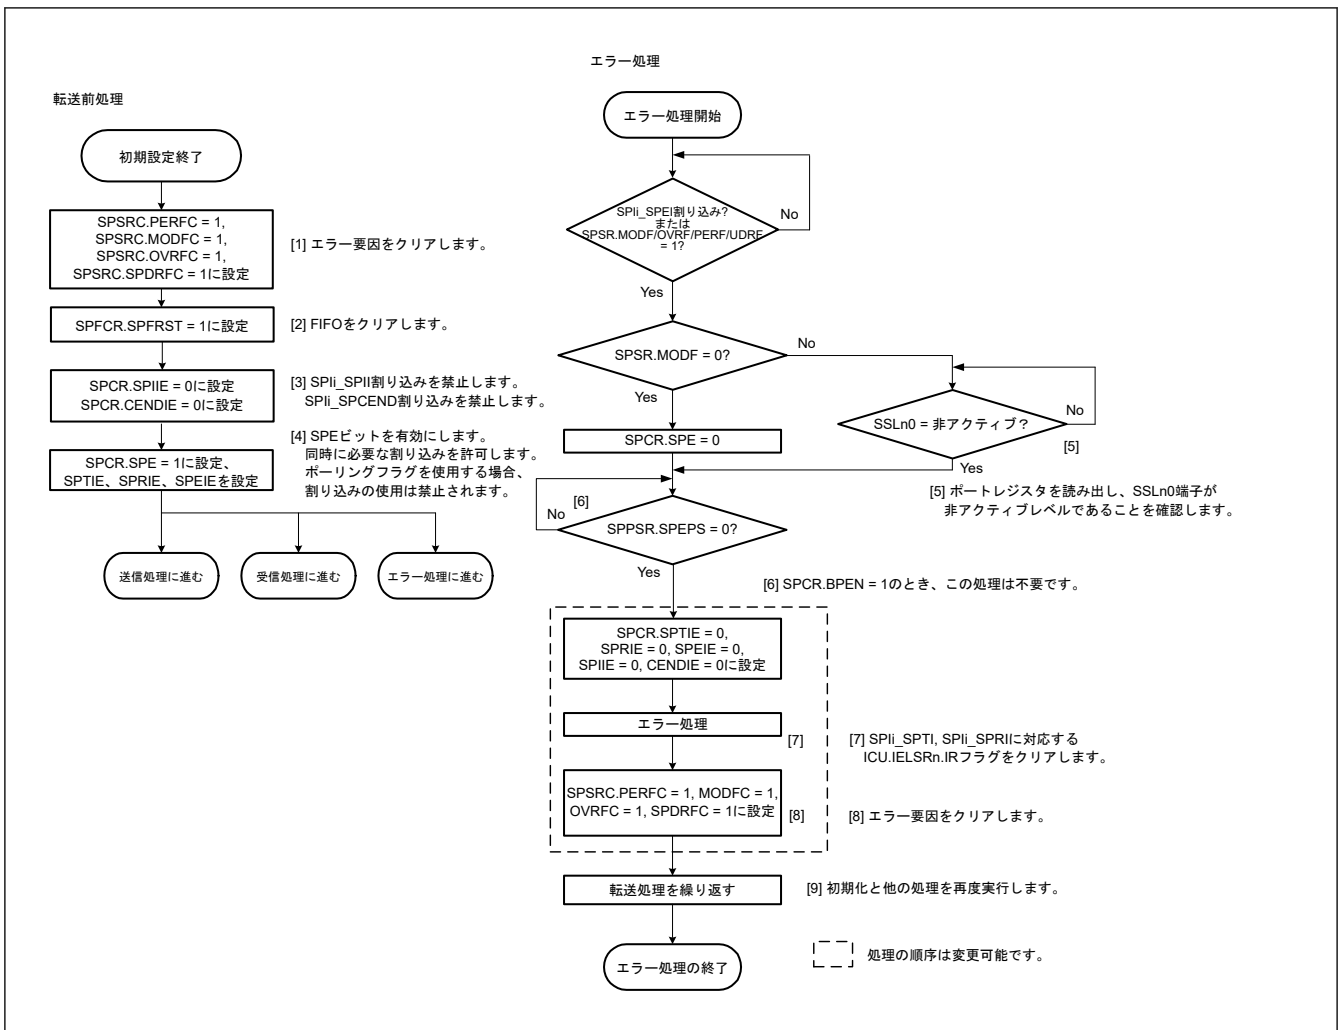 転送前処理
初期設定終了
SPSRC.PERFC = 1,
SPSRC.MODFC = 1,
SPSRC.OVRFC = 1,
SPSRC.SPDRFC = 1に設定
[1] エラー要因をクリアします。
SPFCR.SPFRST = 1に設定
[2] FIFOをクリアします。
SPCR.SPIIE = 0に設定
SPCR.CENDIE = 0に設定
[3] SPIi_SPII割り込みを禁止します。
SPIi_SPCEND割り込みを禁止します。
SPCR.SPE = 1に設定、
SPTIE、SPRIE、SPEIEを設定
[4] SPEビットを有効にします。
同時に必要な割り込みを許可します。
ポーリングフラグを使用する場合、
割り込みの使用は禁止されます。
送信処理に進む
受信処理に進む
エラー処理に進む
エラー処理
エラー処理開始
SPIi_SPEI割り込み?
または
SPSR.MODF/OVRF/PERF/UDRF
= 1?
No
Yes
SPSR.MODF = 0?
No
Yes
SSLn0 = 非アクティブ？
No
[5]
Yes
SPCR.SPE = 0
[5] ポートレジスタを読み出し、SSLn0端子が
非アクティブレベルであることを確認します。
[6]
No
SPPSR.SPEPS = 0?
Yes
[6] SPCR.BPEN = 1のとき、この処理は不要です。
SPCR.SPTIE = 0,
SPRIE = 0, SPEIE = 0,
SPIIE = 0, CENDIE = 0に設定
エラー処理
[7]
[7] SPIi_SPTI, SPIi_SPRIに対応する
ICU.IELSRn.IRフラグをクリアします。
SPSRC.PERFC = 1, MODFC = 1,
OVRFC = 1, SPDRFC = 1に設定
[8]
[8] エラー要因をクリアします。
転送処理を繰り返す
[9] 初期化と他の処理を再度実行します。
エラー処理の終了
処理の順序は変更可能です。